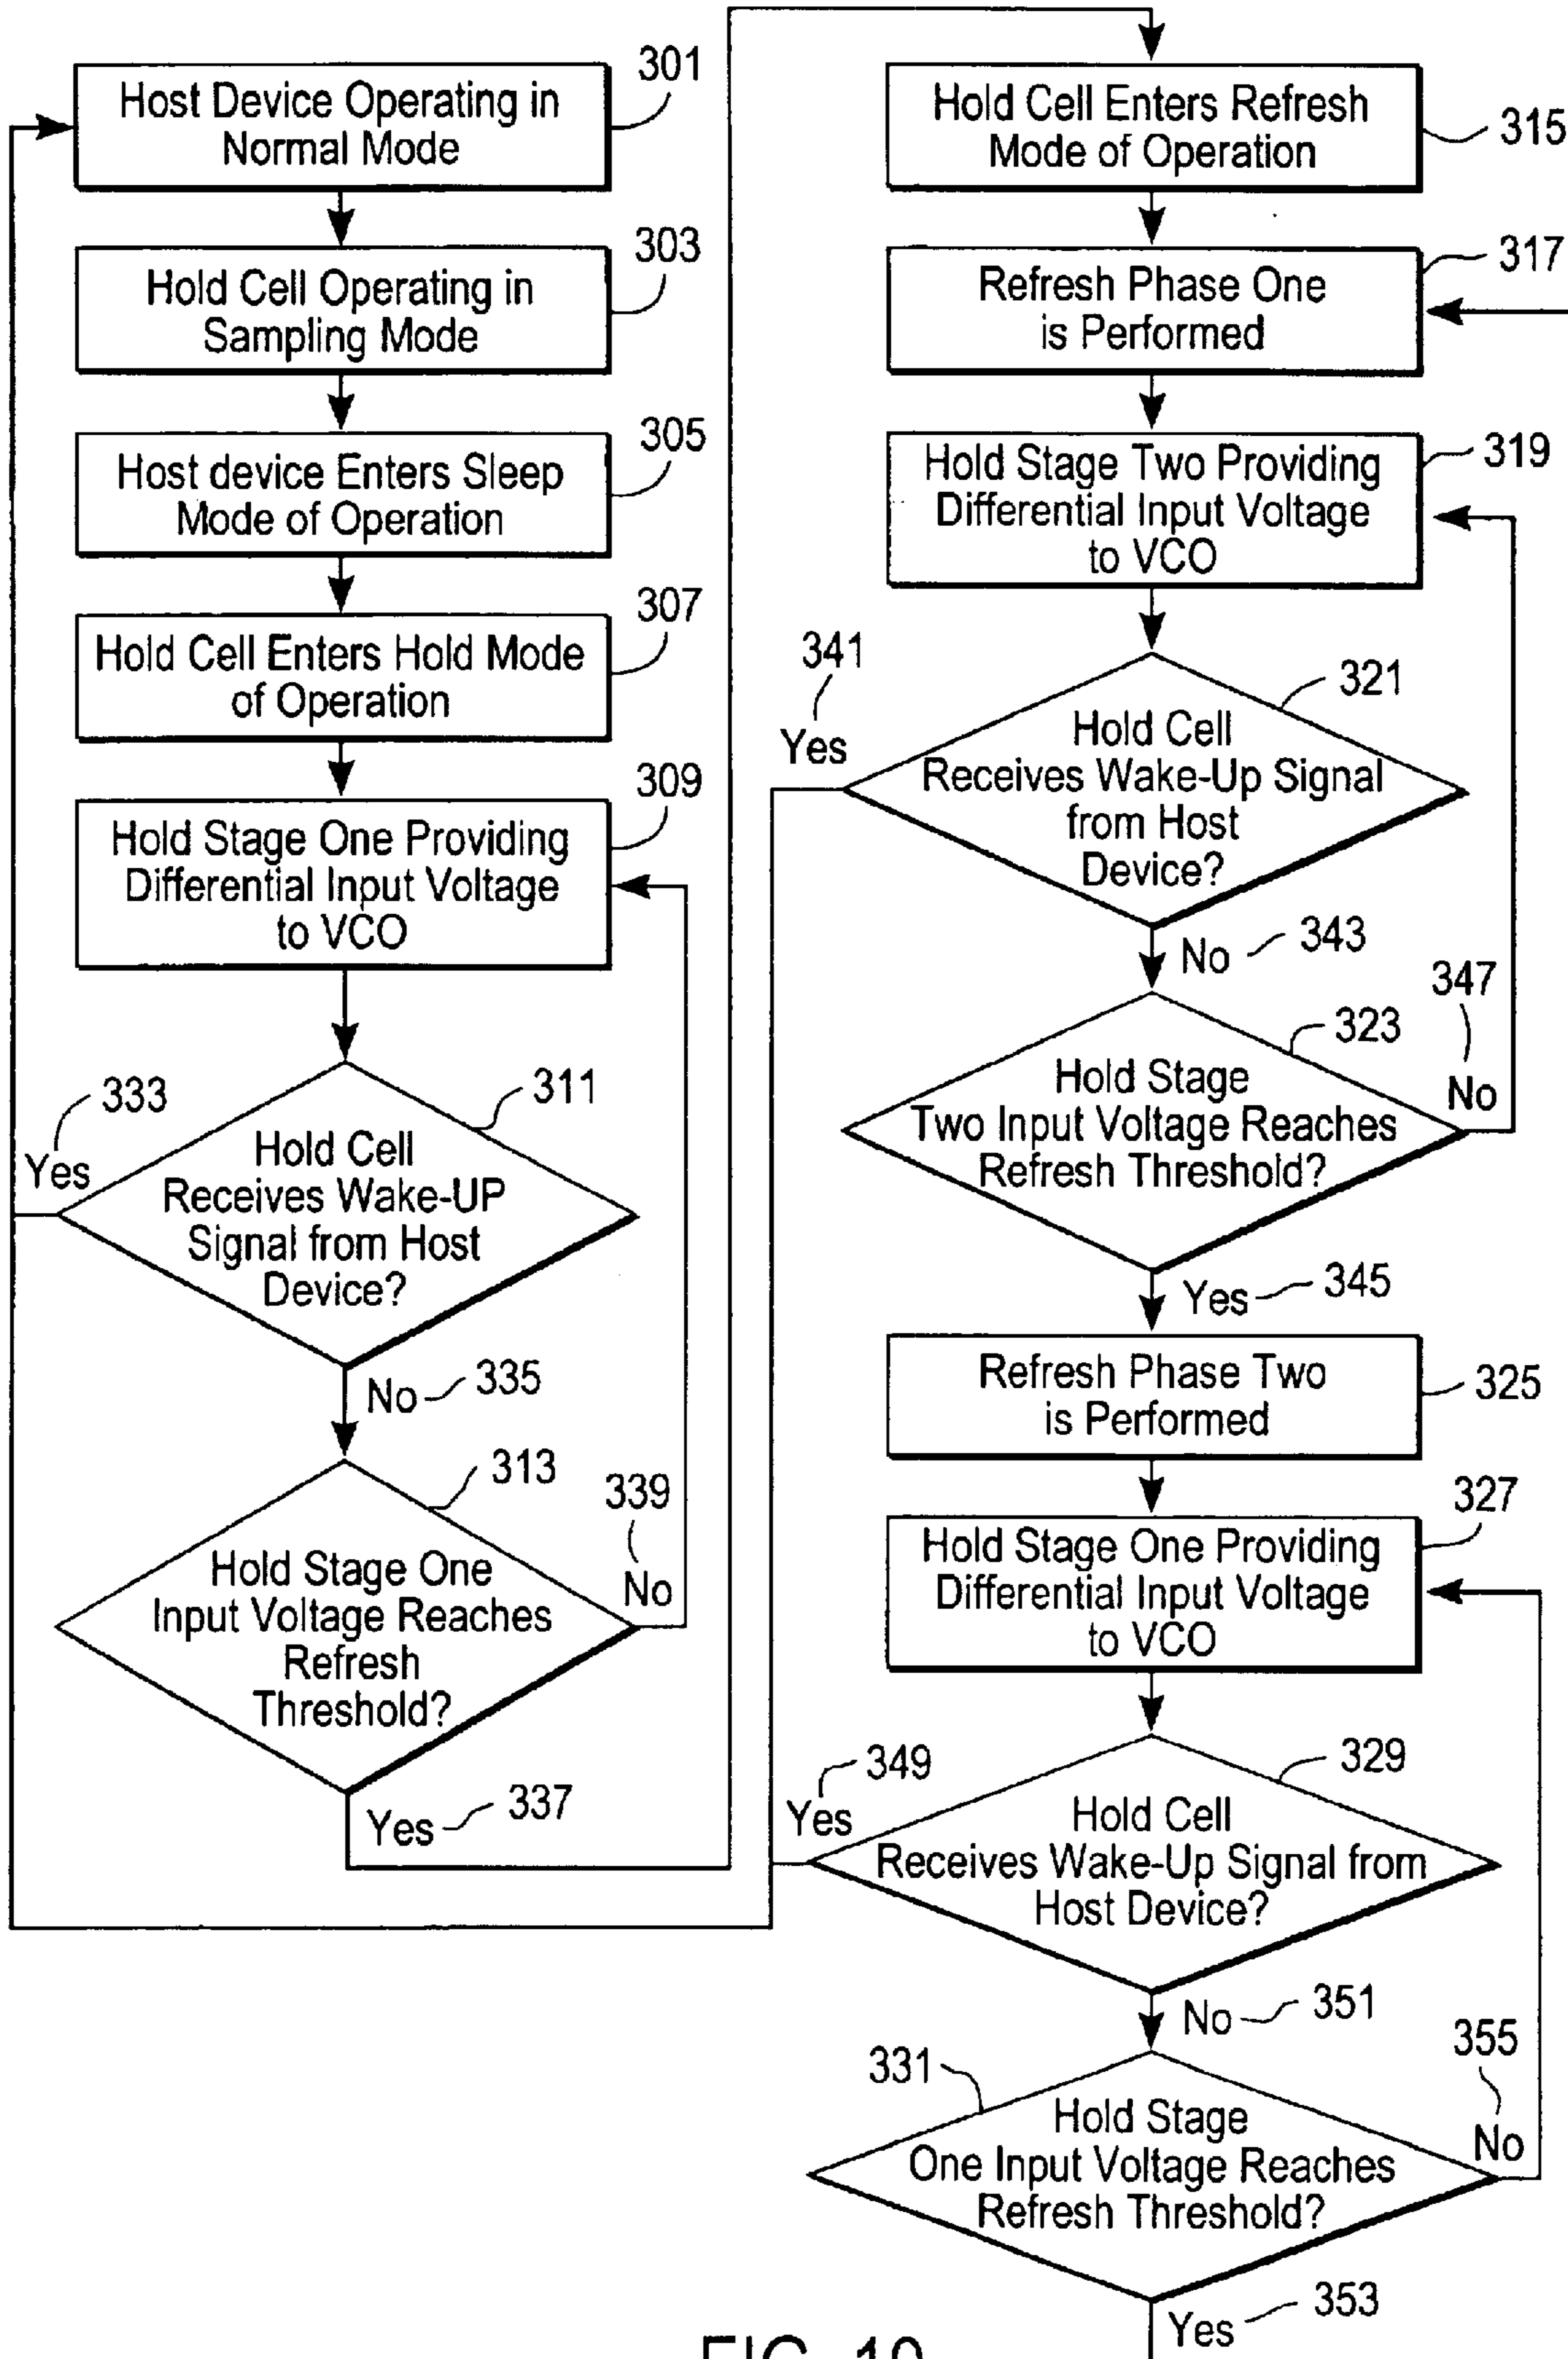 301
Host Device Operating in
Normal Mode
303
Hold Cell Operating in
Sampling Mode
305
Host device Enters Sleep
Mode of Operation
307
Hold Cell Enters Hold Mode
of Operation
309
Hold Stage One Providing
Differential Input Voltage
to VCO
333
Yes
311
Hold Cell
Receives Wake-UP
Signal from Host
Device?
No
335
313
339
No
Hold Stage One
Input Voltage Reaches
Refresh
Threshold?
Yes
337
Hold Cell Enters Refresh
Mode of Operation
315
317
Refresh Phase One
is Performed
319
Hold Stage Two Providing
Differential Input Voltage
to VCO
341
Yes
321
Hold Cell
Receives Wake-Up Signal
from Host
Device?
No
343
347
No
323
Hold Stage
Two Input Voltage Reaches
Refresh Threshold?
Yes
345
Refresh Phase Two
is Performed
325
327
Hold Stage One Providing
Differential Input Voltage
to VCO
349
Yes
329
Hold Cell
Receives Wake-Up Signal from
Host Device?
No
351
355
No
331
Hold Stage
One Input Voltage Reaches
Refresh Threshold?
Yes
353
FIG. 10